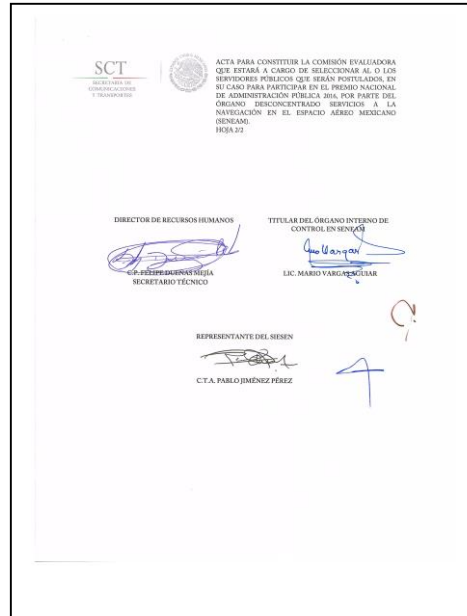 SCT
SECRETARÍA DE
COMUNICACIONES
Y TRANSPORTES
ACTA PARA CONSTITUIR LA COMISIÓN EVALUADORA
QUE ESTARÁ A CARGO DE SELECCIONAR AL O LOS
SERVIDORES PÚBLICOS QUE SERÁN POSTULADOS, EN
SU CASO PARA PARTICIPAR EN EL PREMIO NACIONAL
DE ADMINISTRACIÓN PÚBLICA 2016, POR PARTE DEL
ÓRGANO DESCONCENTRADO SERVICIOS A LA
NAVEGACIÓN EN EL ESPACIO AÉREO MEXICANO
(SENEAM).
HOJA 2/2
DIRECTOR DE RECURSOS HUMANOS
C.P. FELIPE DUEÑAS MEJÍA
SECRETARIO TÉCNICO
TITULAR DEL ÓRGANO INTERNO DE
CONTROL EN SENEAM
LIC. MARIO VARGAS AGUIAR
REPRESENTANTE DEL SIESEN
C.T.A. PABLO JIMÉNEZ PÉREZ